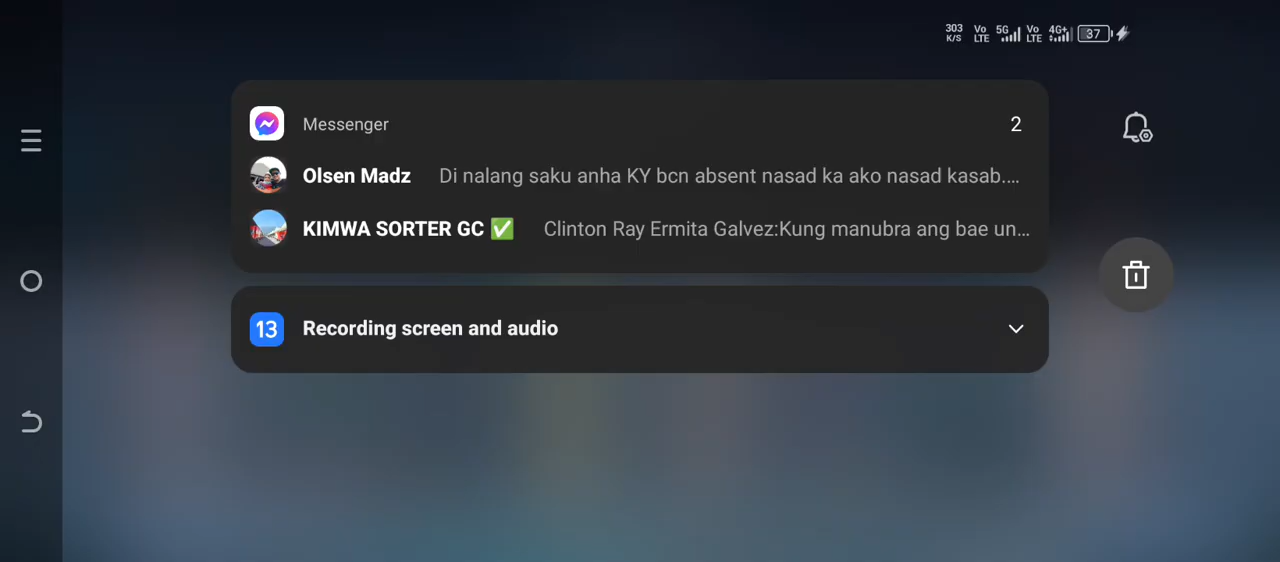 303 K/S Vo LTE 5G Vo LTE 4G+ 37
Messenger 2
Olsen Madz Di nalang saku anha KY bcn absent nasad ka ako nasad kasab....
KIMWA SORTER GC ✅ Clinton Ray Ermita Galvez:Kung manubra ang bae un...
13 Recording screen and audio